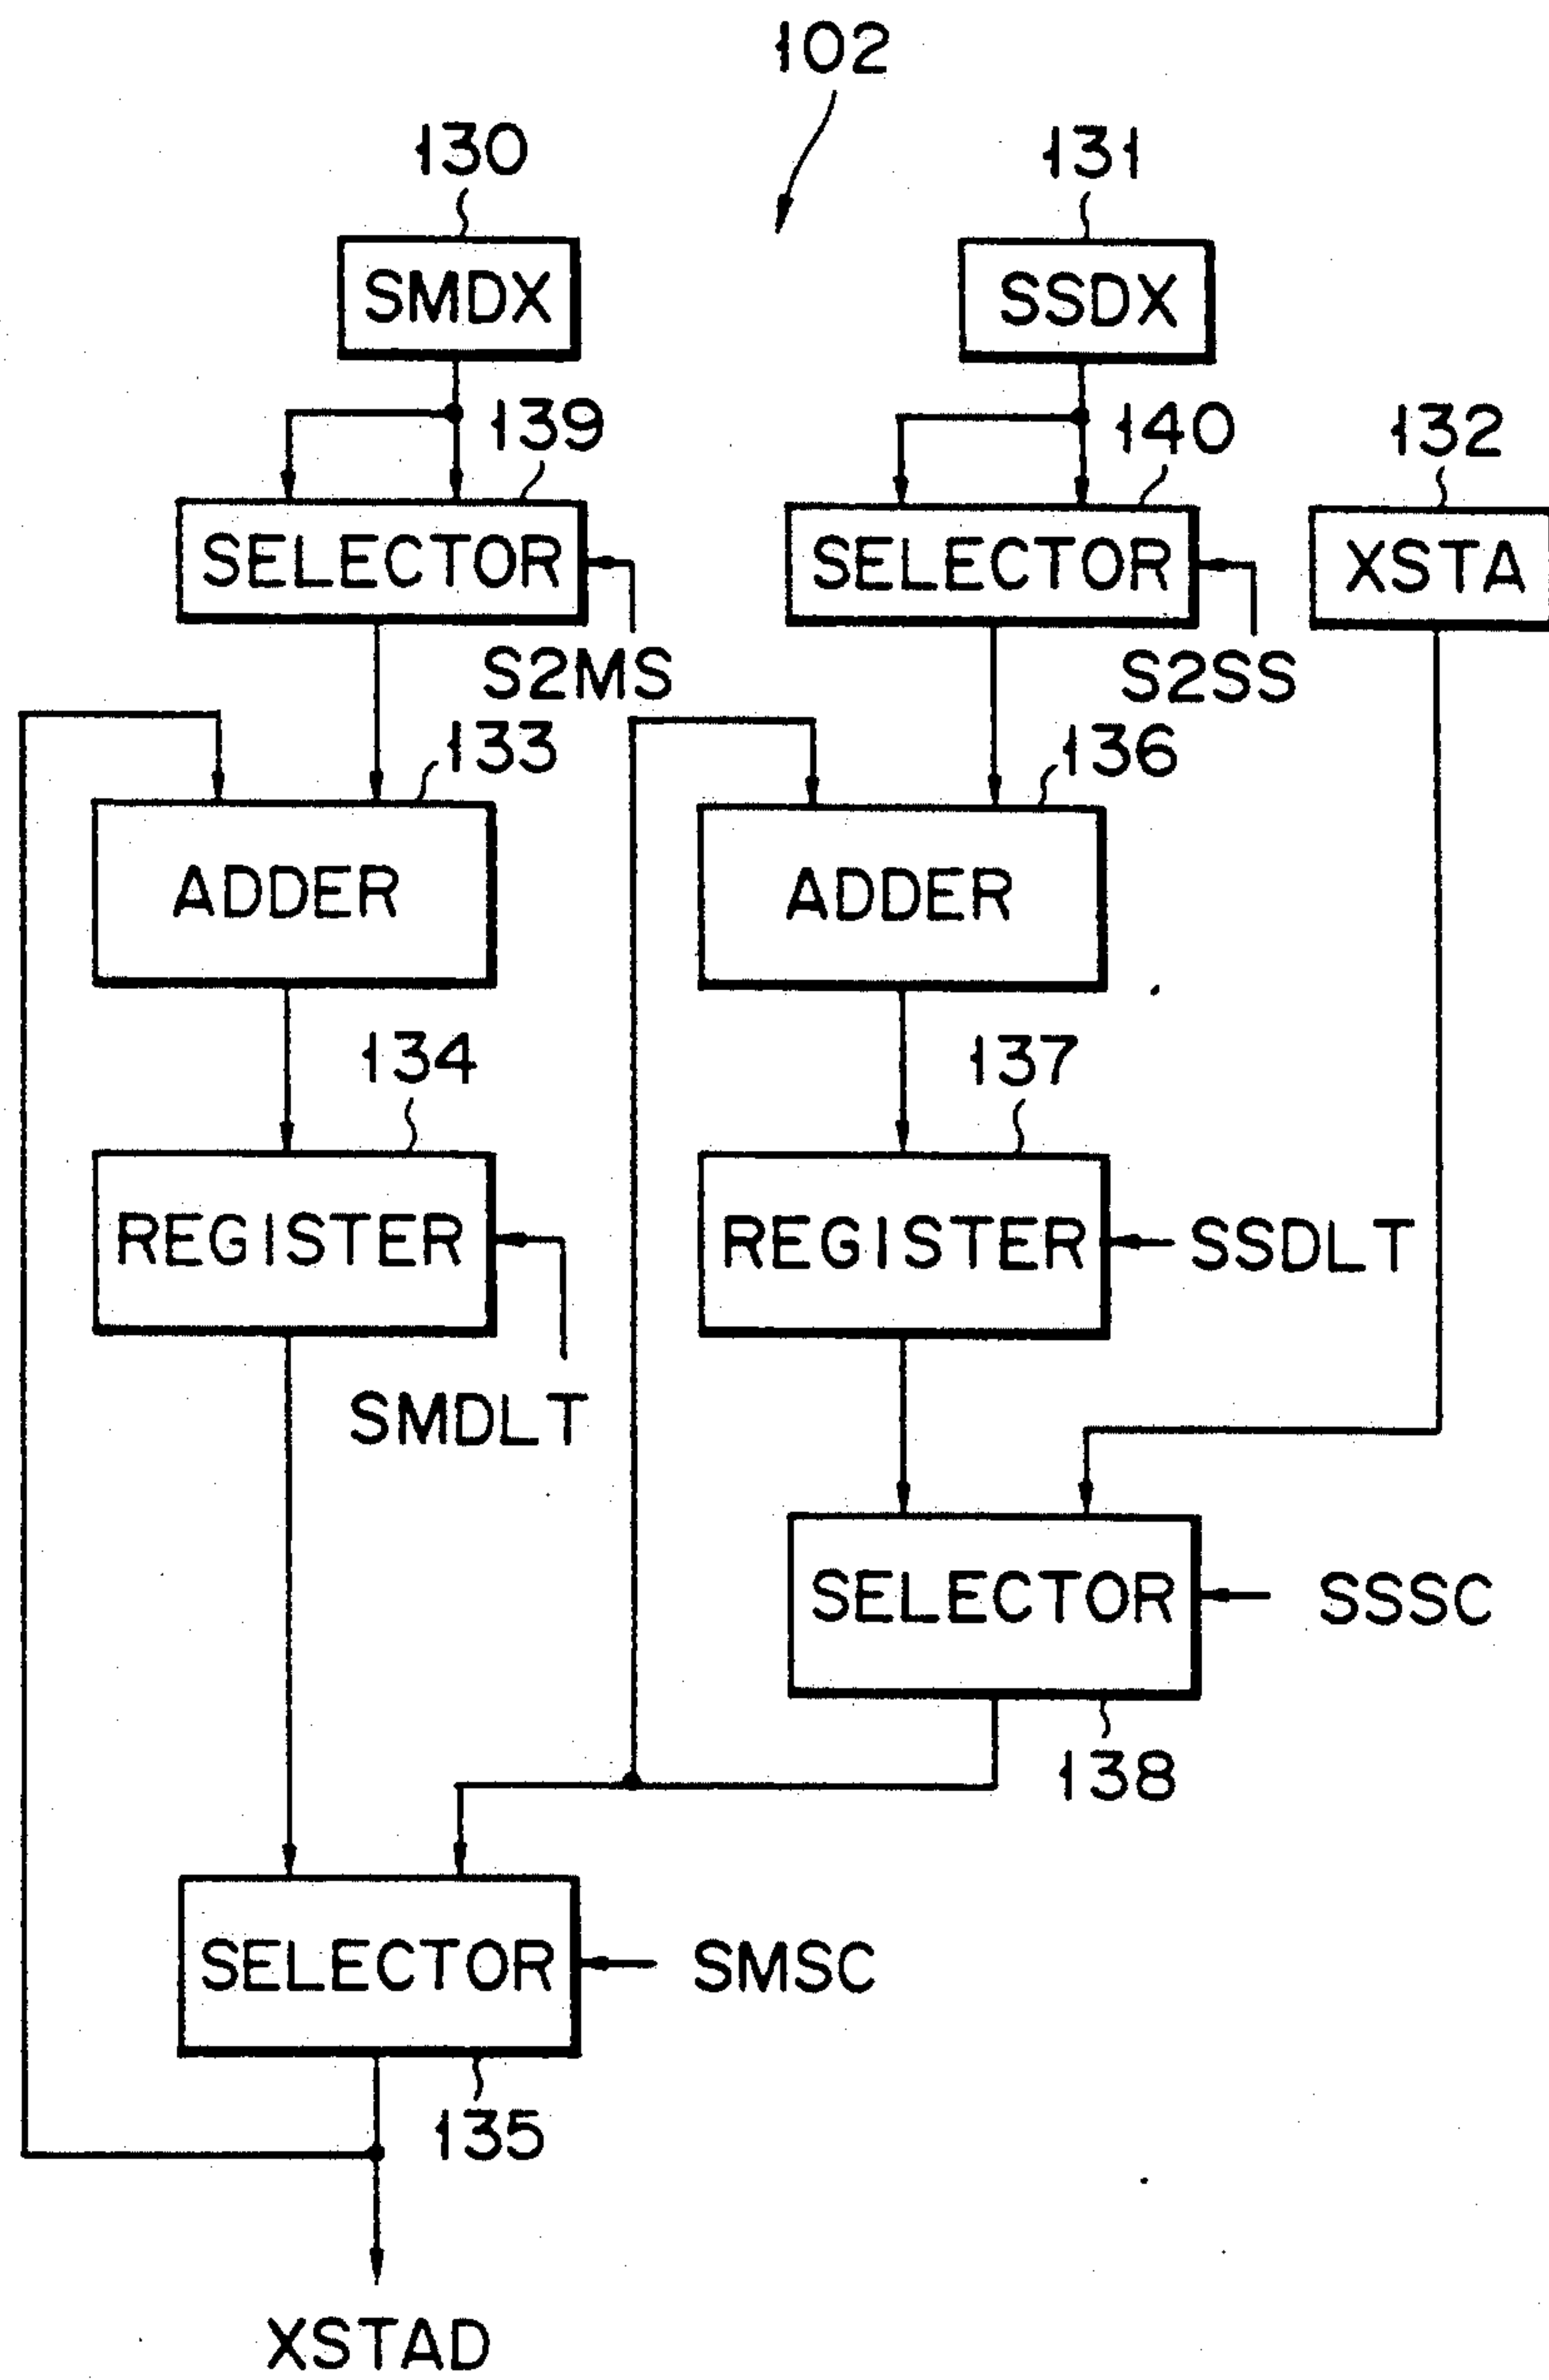 102
130
131
SMDX
SSDX
139
140
132
SELECTOR
SELECTOR
XSTA
S2MS
S2SS
133
136
ADDER
ADDER
134
137
REGISTER
REGISTER
SSDLT
SMDLT
SELECTOR
SSSC
138
SELECTOR
SMSC
135
XSTAD